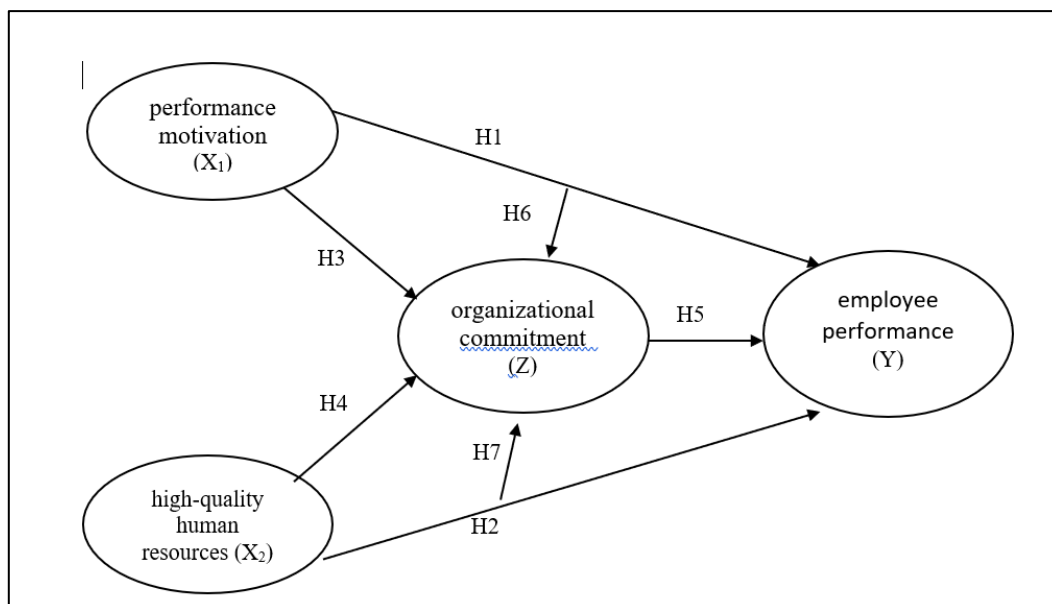 performance
motivation
(X₁)
H1
H6
H3
organizational
commitment
(Z)
H5
employee
performance
(Y)
H4
H7
H2
high-quality
human
resources (X₂)